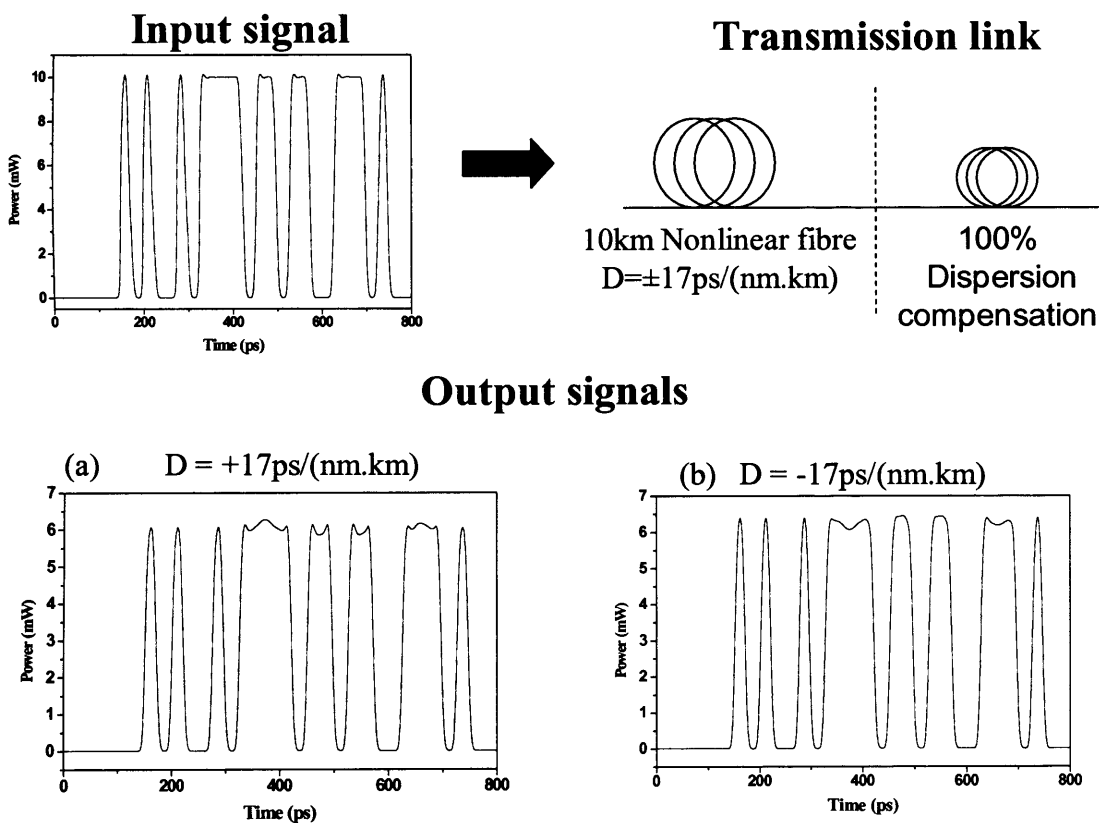 Input signal
Transmission link
10
8
6
4
2
0
Power (mW)
0 200 400 600 800
Time (ps)
10km Nonlinear fibre
D=±17ps/(nm.km)
100%
Dispersion
compensation
Output signals
(a) D = +17ps/(nm.km)
7
6
5
4
3
2
1
0
Power (mW)
0 200 400 600 800
Time (ps)
(b) D = -17ps/(nm.km)
7
6
5
4
3
2
1
0
Power (mW)
0 200 400 600 800
Time (ps)